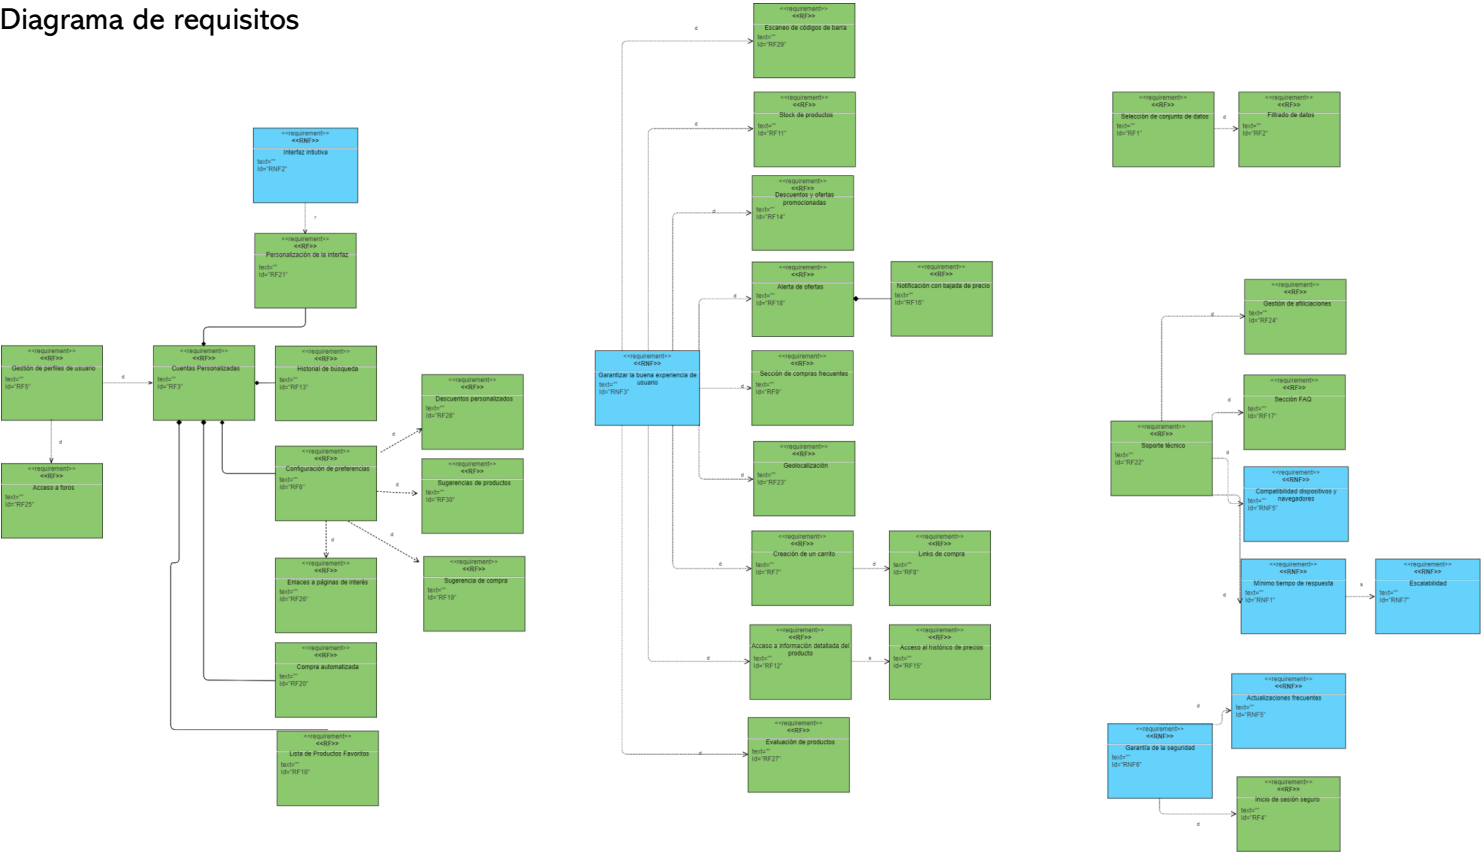 Diagrama de requisitos
<<requirement>>
<<RNF>>
Interfaz intiutiva
text=""
Id="RNF2"
r
<<requirement>>
<<RF>>
Personalización de la interfaz
text=""
Id="RF21"
<<requirement>>
<<RF>>
Gestión de perfiles de usuario
text=""
Id="RF5"
d
<<requirement>>
<<RF>>
Cuentas Personalizadas
text=""
Id="RF3"
<<requirement>>
<<RF>>
Historial de búsqueda
text=""
Id="RF13"
d
<<requirement>>
<<RF>>
Acceso a foros
text=""
Id="RF25"
<<requirement>>
<<RF>>
Configuración de preferencias
text=""
Id="RF6"
d
<<requirement>>
<<RF>>
Descuentos personalizados
text=""
Id="RF28"
d
<<requirement>>
<<RF>>
Sugerencias de productos
text=""
Id="RF30"
d
<<requirement>>
<<RF>>
Enlaces a páginas de interés
text=""
Id="RF26"
d
<<requirement>>
<<RF>>
Sugerencia de compra
text=""
Id="RF19"
<<requirement>>
<<RF>>
Compra automatizada
text=""
Id="RF20"
<<requirement>>
<<RF>>
Lista de Productos Favoritos
text=""
Id="RF10"
<<requirement>>
<<RNF>>
Garantizar la buena experiencia de
usuario
text=""
Id="RNF3"
d
<<requirement>>
<<RF>>
Escaneo de códigos de barra
text=""
Id="RF29"
d
<<requirement>>
<<RF>>
Stock de productos
text=""
Id="RF11"
d
<<requirement>>
<<RF>>
Descuentos y ofertas
promocionadas
text=""
Id="RF14"
d
<<requirement>>
<<RF>>
Alerta de ofertas
text=""
Id="RF18"
<<requirement>>
<<RF>>
Notificación con bajada de precio
text=""
Id="RF16"
d
<<requirement>>
<<RF>>
Sección de compras frecuentes
text=""
Id="RF9"
d
<<requirement>>
<<RF>>
Geolocalización
text=""
Id="RF23"
d
<<requirement>>
<<RF>>
Creación de un carrito
text=""
Id="RF7"
d
<<requirement>>
<<RF>>
Links de compra
text=""
Id="RF8"
d
<<requirement>>
<<RF>>
Acceso a información detallada del
producto
text=""
Id="RF12"
s
<<requirement>>
<<RF>>
Acceso al histórico de precios
text=""
Id="RF15"
d
<<requirement>>
<<RF>>
Evaluación de productos
text=""
Id="RF27"
<<requirement>>
<<RF>>
Selección de conjunto de datos
text=""
Id="RF1"
d
<<requirement>>
<<RF>>
Filtrado de datos
text=""
Id="RF2"
<<requirement>>
<<RF>>
Soporte técnico
text=""
Id="RF22"
d
<<requirement>>
<<RF>>
Gestión de afiliciaciones
text=""
Id="RF24"
d
<<requirement>>
<<RF>>
Sección FAQ
text=""
Id="RF17"
d
<<requirement>>
<<RNF>>
Compatibilidad dispositivos y
navegadores
text=""
Id="RNF5"
d
<<requirement>>
<<RNF>>
Mínimo tiempo de respuesta
text=""
Id="RNF1"
s
<<requirement>>
<<RNF>>
Escalabilidad
text=""
Id="RNF7"
<<requirement>>
<<RNF>>
Garantía de la seguridad
text=""
Id="RNF6"
d
<<requirement>>
<<RNF>>
Actualizaciones frecuentes
text=""
Id="RNF8"
d
<<requirement>>
<<RF>>
Inicio de sesión seguro
text=""
Id="RF4"